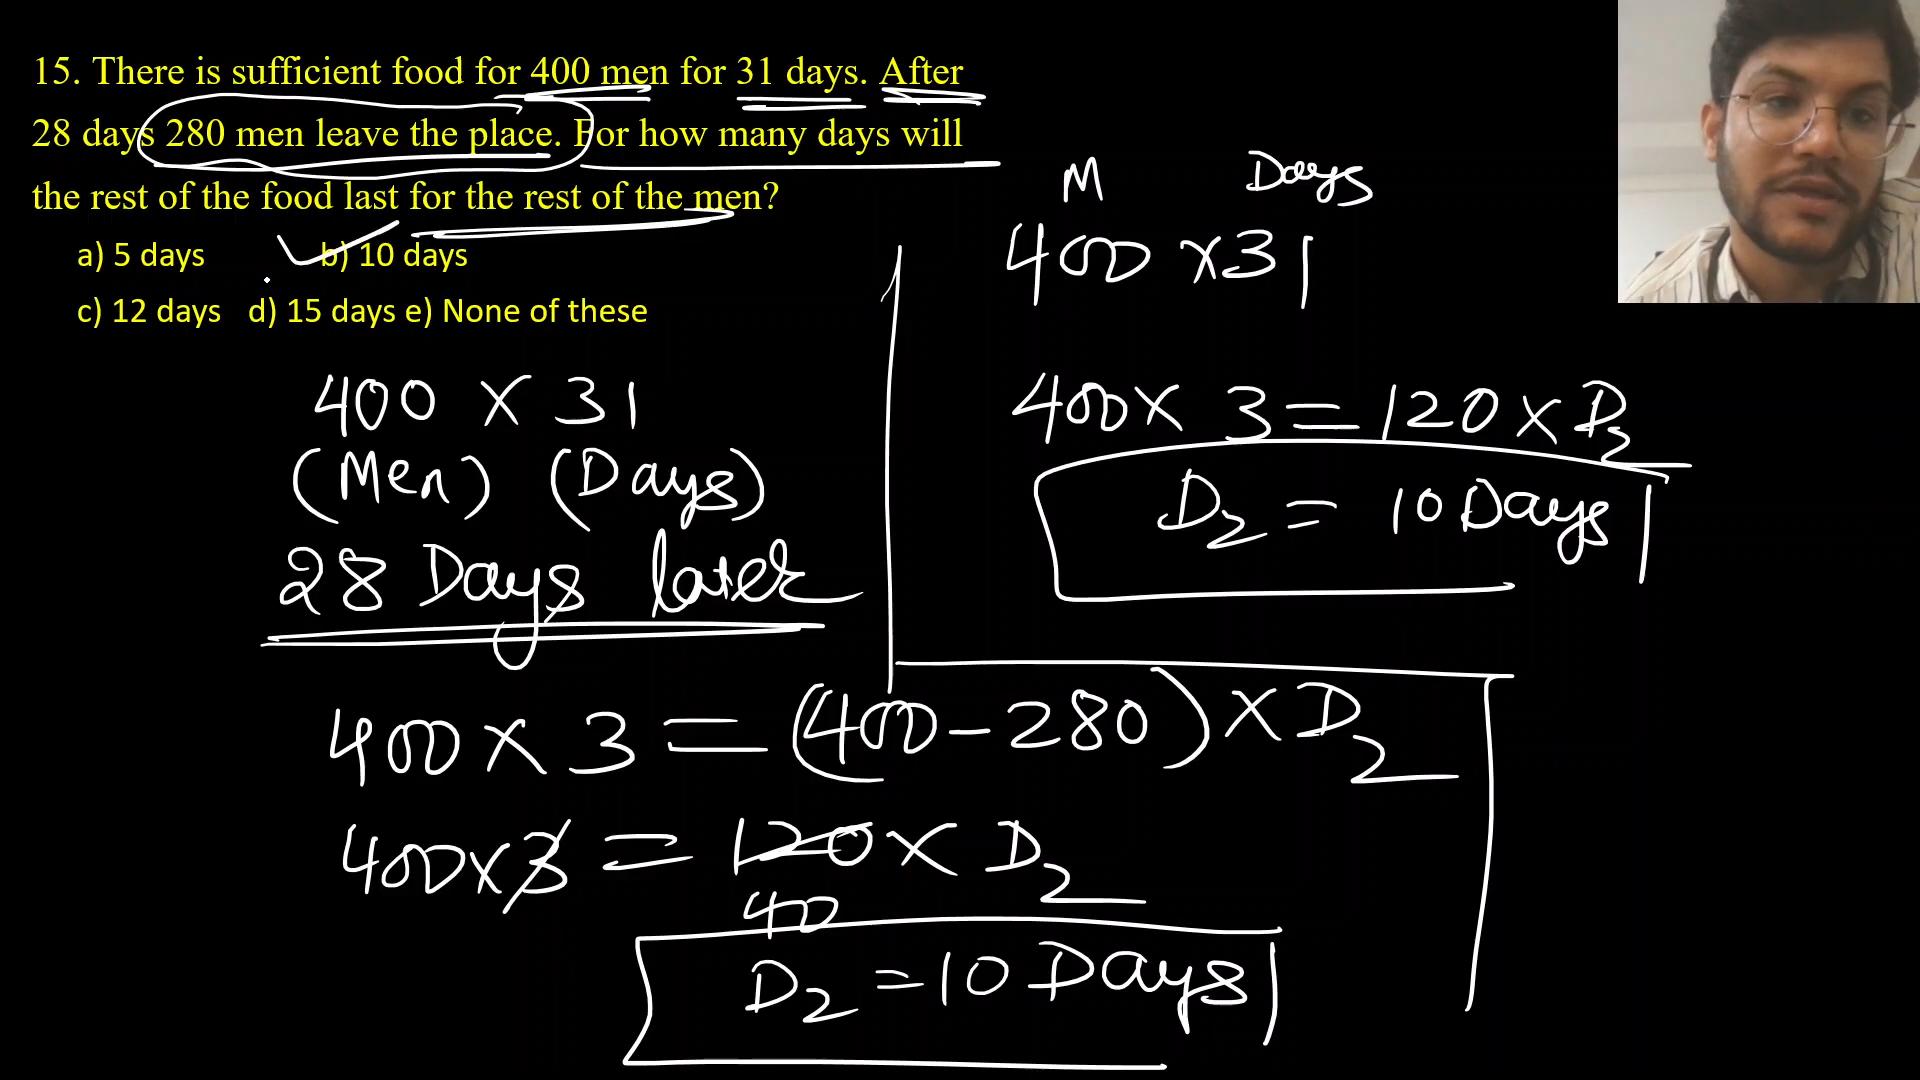 15. There is sufficient food for 400 men for 31 days. After
28 days 280 men leave the place. For how many days will
the rest of the food last for the rest of the men?
a) 5 days b) 10 days
c) 12 days d) 15 days e) None of these
400 × 31
(Men) (Days)
28 Days later
400 × 3 = (400-280) × D2
400×3 = 120 × D2
40
D2 = 10 Days
M Days
400 ×31
400× 3 = 120 × D2
D2 = 10 Days